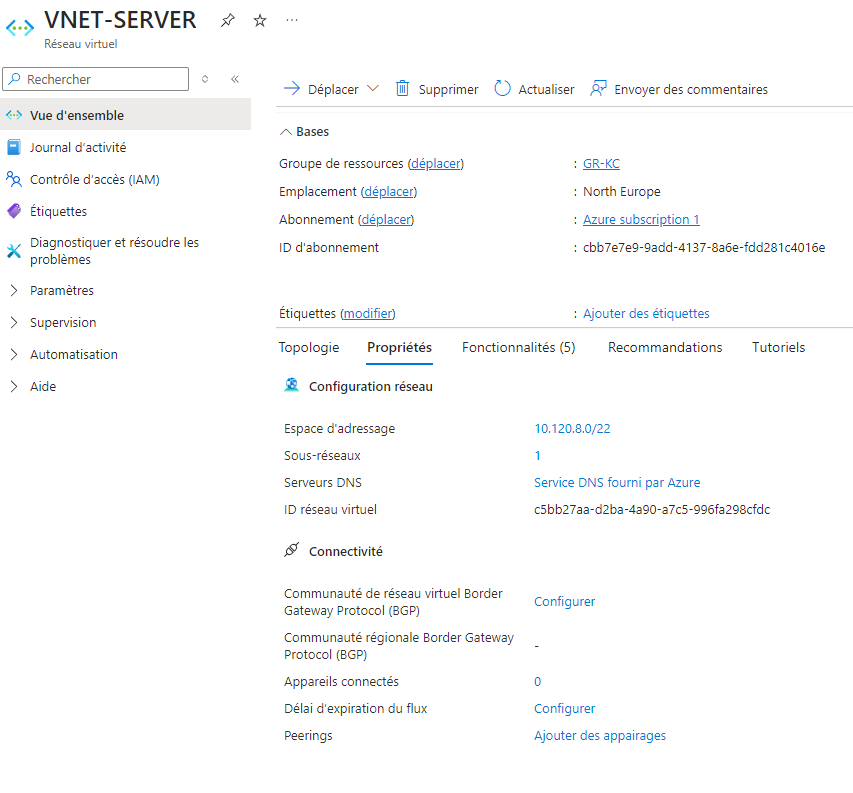 VNET-SERVER
Réseau virtuel
Rechercher
Vue d'ensemble
Journal d'activité
Contrôle d'accès (IAM)
Étiquettes
Diagnostiquer et résoudre les
problèmes
Paramètres
Supervision
Automatisation
Aide
Déplacer Supprimer Actualiser Envoyer des commentaires
Bases
Groupe de ressources (déplacer) : GR-KC
Emplacement (déplacer) : North Europe
Abonnement (déplacer) : Azure subscription 1
ID d'abonnement : cbb7e7e9-9add-4137-8a6e-fdd281c4016e
Étiquettes (modifier) : Ajouter des étiquettes
Topologie Propriétés Fonctionnalités (5) Recommandations Tutoriels
Configuration réseau
Espace d'adressage 10.120.8.0/22
Sous-réseaux 1
Serveurs DNS Service DNS fourni par Azure
ID réseau virtuel c5bb27aa-d2ba-4a90-a7c5-996fa298cfdc
Connectivité
Communauté de réseau virtuel Border
Gateway Protocol (BGP) Configurer
Communauté régionale Border Gateway
Protocol (BGP) -
Appareils connectés 0
Délai d'expiration du flux Configurer
Peerings Ajouter des appairages